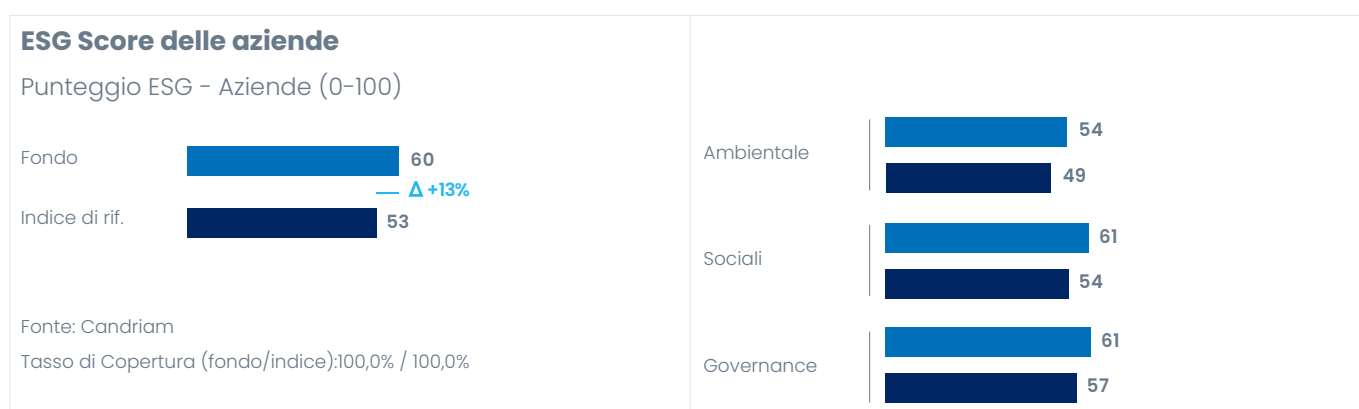 ESG Score delle aziende
Punteggio ESG - Aziende (0-100)
Fondo
60
Δ +13%
Indice di rif.
53
Fonte: Candriam
Tasso di Copertura (fondo/indice):100,0% / 100,0%
Ambientale
54
49
Sociali
61
54
Governance
61
57